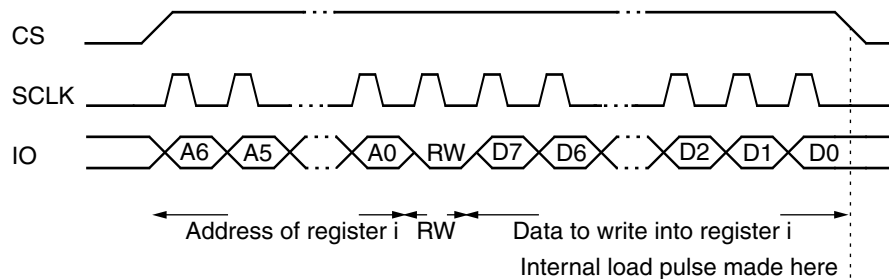 CS
SCLK
IO A6 A5 A0 RW D7 D6 D2 D1 D0
Address of register i RW Data to write into register i
Internal load pulse made here